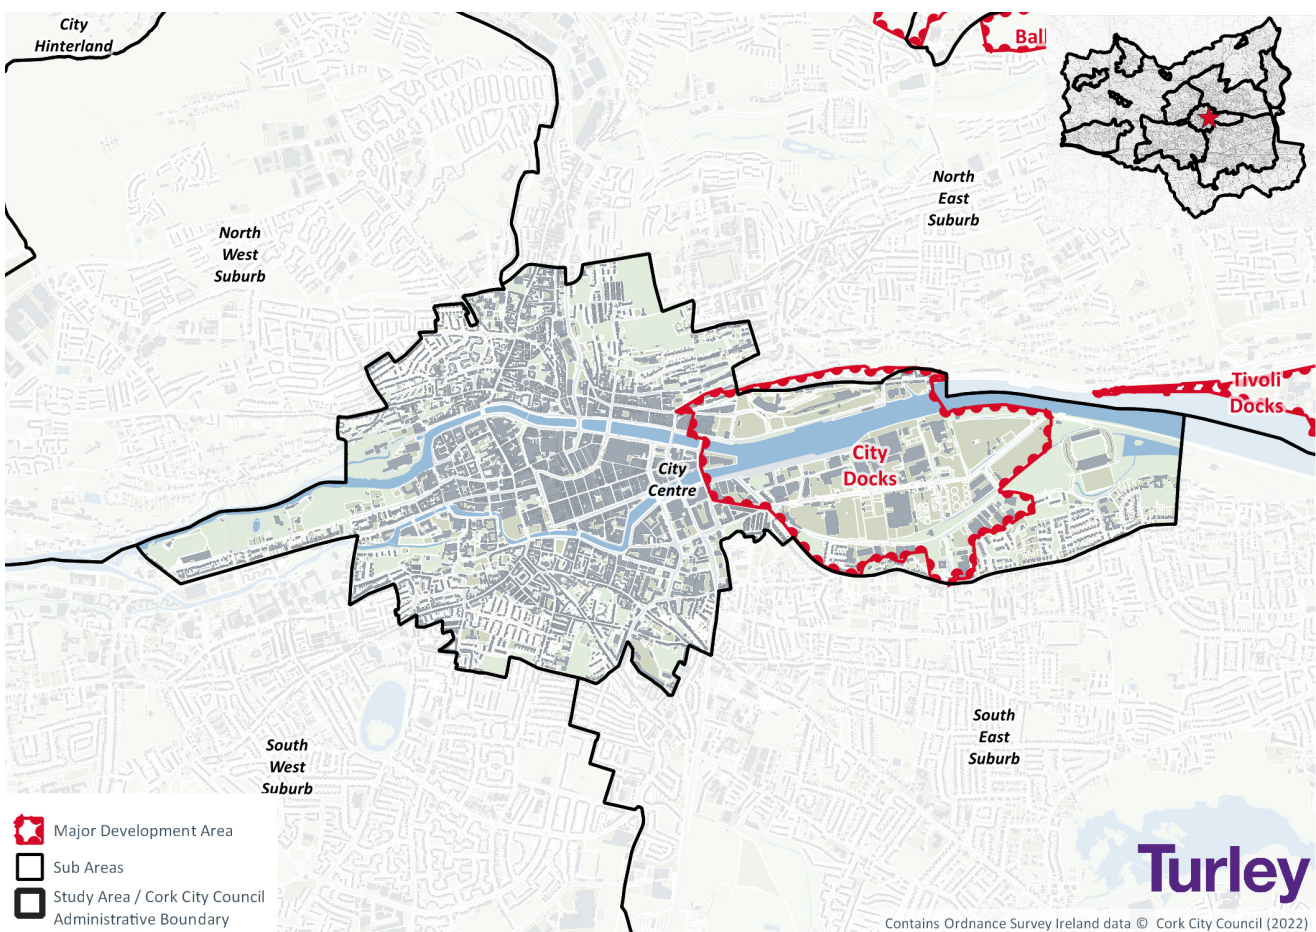 City
Hinterland
Ball
North
East
Suburb
North
West
Suburb
Tivoli
Docks
City
Docks
City
Centre
South
East
Suburb
South
West
Suburb
Major Development Area
Sub Areas
Study Area / Cork City Council
Administrative Boundary
Turley
Contains Ordnance Survey Ireland data © Cork City Council (2022)